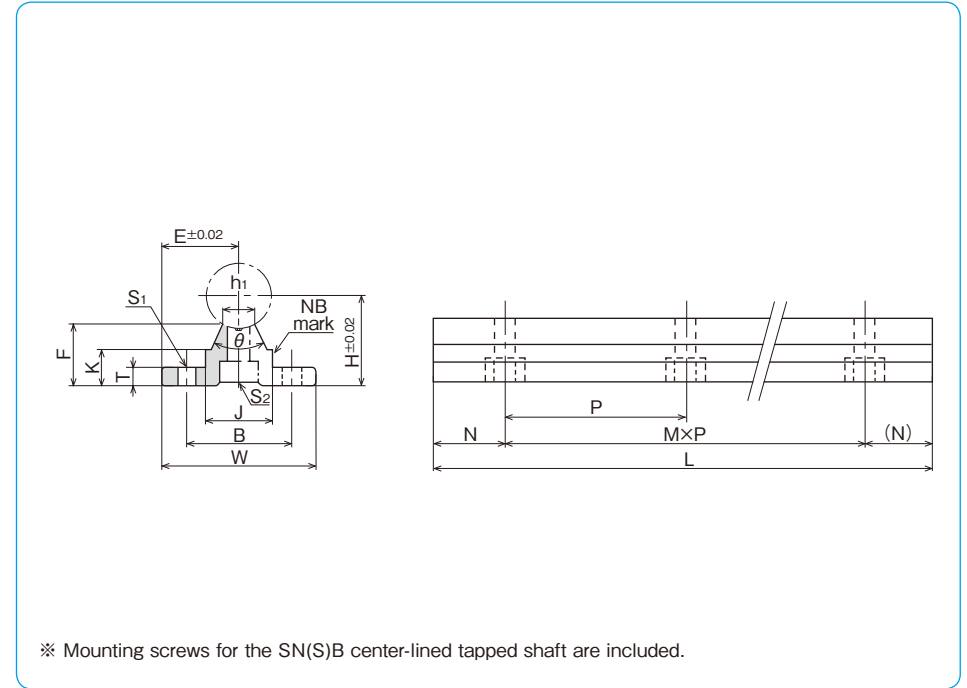 E±0.02
h1
S1
NB
mark
θ
F
K
T
H±0.02
S2
J
B
W
P
N
M×P
(N)
L
※ Mounting screws for the SN(S)B center-lined tapped shaft are included.